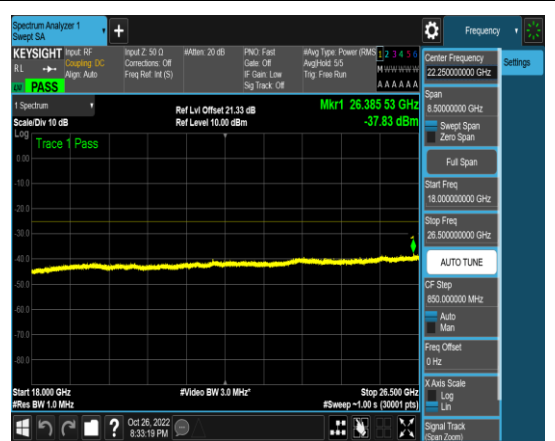 Spectrum Analyzer 1
Swept SA
Frequency
KEYSIGHT
RL
PASS
Input: RF
Coupling: DC
Align: Auto
Input Z: 50 Ω
Corrections: Off
Freq Ref: Int (S)
#Atten: 20 dB
PNO: Fast
Gate: Off
IF Gain: Low
Sig Track: Off
#Avg Type: Power (RMS
Avg|Hold: 5/5
Trig: Free Run
1 2 3 4 5 6
M W W W W W
A A A A A A
1 Spectrum
Scale/Div 10 dB
Ref Lvl Offset 21.33 dB
Ref Level 10.00 dBm
Mkr1 26.385 53 GHz
-37.83 dBm
Log
Trace 1 Pass
0.00
-10.0
-20.0
-30.0
-40.0
-50.0
-60.0
-70.0
-80.0
1
Start 18.000 GHz
#Res BW 1.0 MHz
#Video BW 3.0 MHz*
Stop 26.500 GHz
#Sweep ~1.00 s (30001 pts)
Oct 26, 2022
8:33:19 PM
Center Frequency
22.250000000 GHz
Settings
Span
8.50000000 GHz
Swept Span
Zero Span
Full Span
Start Freq
18.000000000 GHz
Stop Freq
26.500000000 GHz
AUTO TUNE
CF Step
850.000000 MHz
Auto
Man
Freq Offset
0 Hz
X Axis Scale
Log
Lin
Signal Track
(Span Zoom)